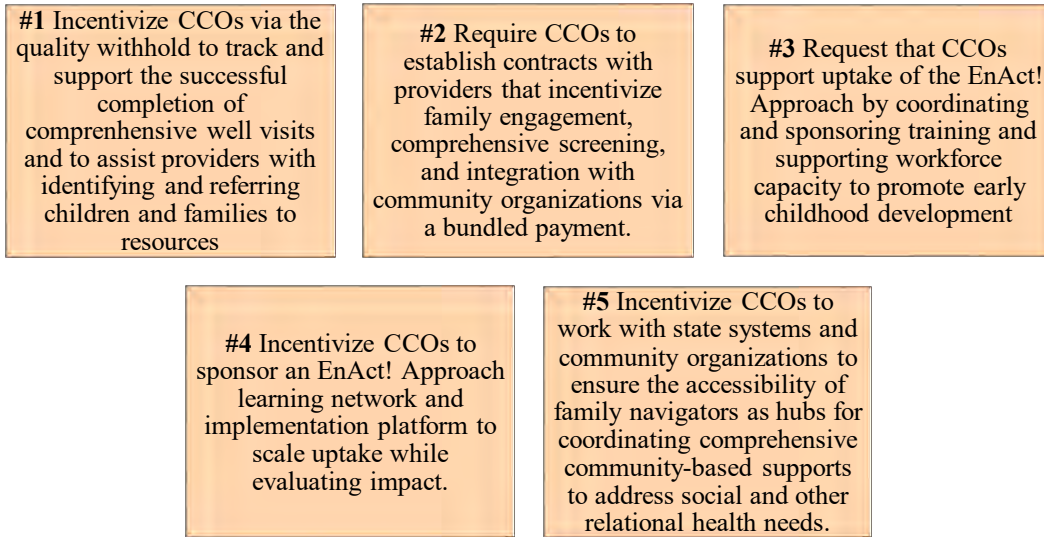 #1 Incentivize CCOs via the
quality withhold to track and
support the successful
completion of
comprenhensive well visits
and to assist providers with
identifying and referring
children and families to
resources
#2 Require CCOs to
establish contracts with
providers that incentivize
family engagement,
comprehensive screening,
and integration with
community organizations via
a bundled payment.
#3 Request that CCOs
support uptake of the EnAct!
Approach by coordinating
and sponsoring training and
supporting workforce
capacity to promote early
childhood development
#4 Incentivize CCOs to
sponsor an EnAct! Approach
learning network and
implementation platform to
scale uptake while
evaluating impact.
#5 Incentivize CCOs to
work with state systems and
community organizations to
ensure the accessibility of
family navigators as hubs for
coordinating comprehensive
community-based supports
to address social and other
relational health needs.